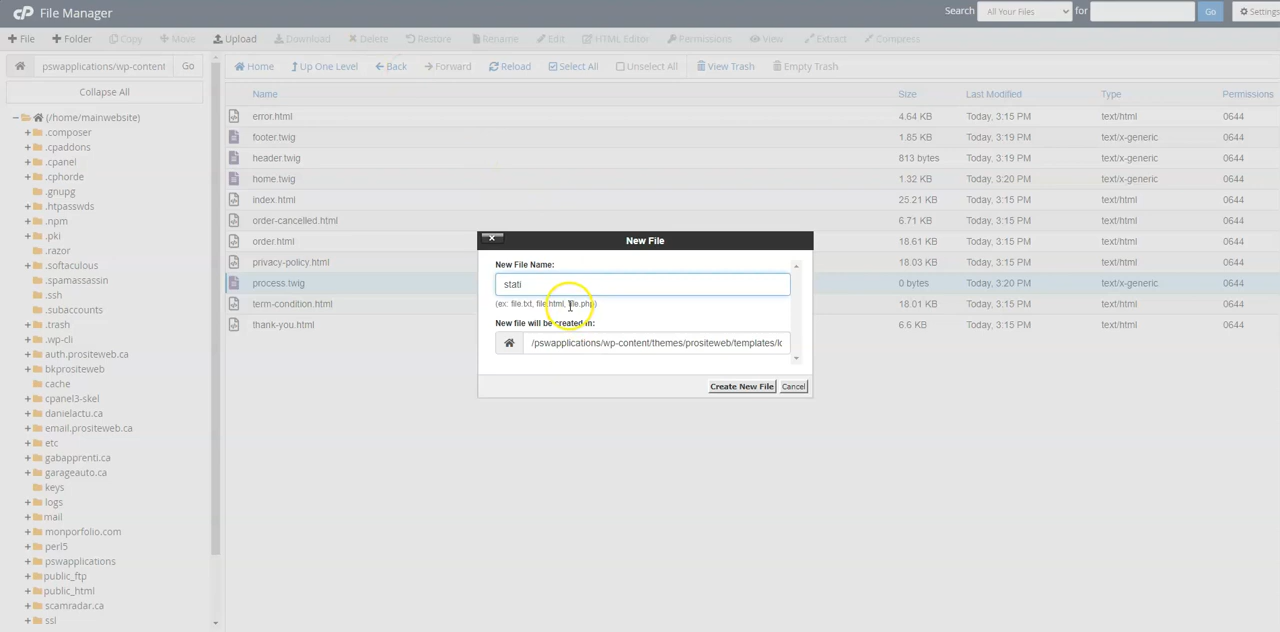 cP File Manager
Search All Your Files for Go Settings
+ File + Folder Copy + Move Upload Download × Delete Restore Rename Edit HTML Editor Permissions View Extract Compress
pswapplications/wp-content Go Home Up One Level Back Forward Reload Select All Unselect All View Trash Empty Trash
Collapse All
Name Size Last Modified Type Permissions
(/home/mainwebsite)
.composer
.cpaddons
.cpanel
.cphorde
.gnupg
.htpasswds
.npm
.pki
.razor
.softaculous
.spamassassin
.ssh
.subaccounts
.trash
.wp-cli
auth.prositeweb.ca
bkprositeweb
cache
cpanel3-skel
danielactu.ca
email.prositeweb.ca
etc
gabapprenti.ca
garageauto.ca
keys
logs
mail
monporfolio.com
perl5
pswapplications
public_ftp
public_html
scamradar.ca
ssl
error.html 4.64 KB Today, 3:15 PM text/html 0644
footer.twig 1.85 KB Today, 3:19 PM text/x-generic 0644
header.twig 813 bytes Today, 3:19 PM text/x-generic 0644
home.twig 1.32 KB Today, 3:20 PM text/x-generic 0644
index.html 25.21 KB Today, 3:15 PM text/html 0644
order-cancelled.html 6.71 KB Today, 3:15 PM text/html 0644
order.html 18.61 KB Today, 3:15 PM text/html 0644
privacy-policy.html 18.03 KB Today, 3:15 PM text/html 0644
process.twig 0 bytes Today, 3:20 PM text/x-generic 0644
term-condition.html 18.01 KB Today, 3:15 PM text/html 0644
thank-you.html 6.6 KB Today, 3:15 PM text/html 0644
New File
New File Name:
stati
(ex: file.txt, file.html, file.php)
New file will be created in:
/pswapplications/wp-content/themes/prositeweb/templates/
Create New File Cancel